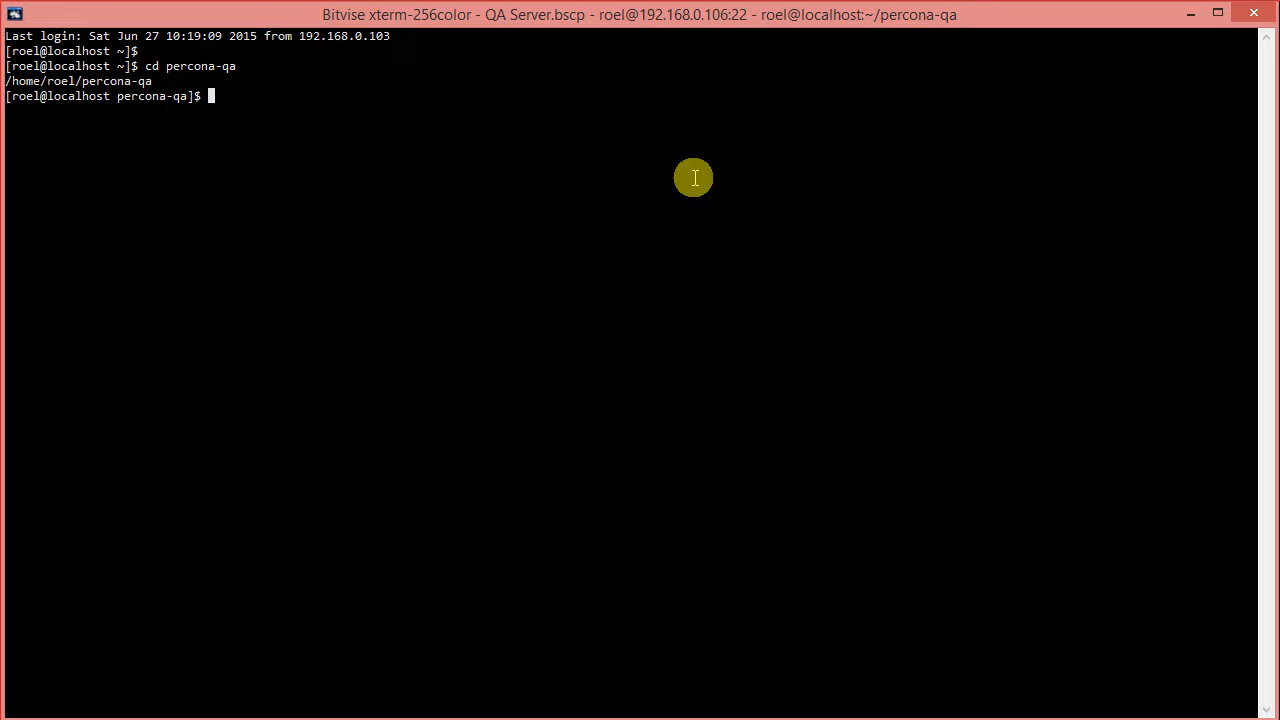 Bitvise xterm-256color - QA Server.bscp - roel@192.168.0.106:22 - roel@localhost:~/percona-qa
Last login: Sat Jun 27 10:19:09 2015 from 192.168.0.103
[roel@localhost ~]$
[roel@localhost ~]$ cd percona-qa
/home/roel/percona-qa
[roel@localhost percona-qa]$